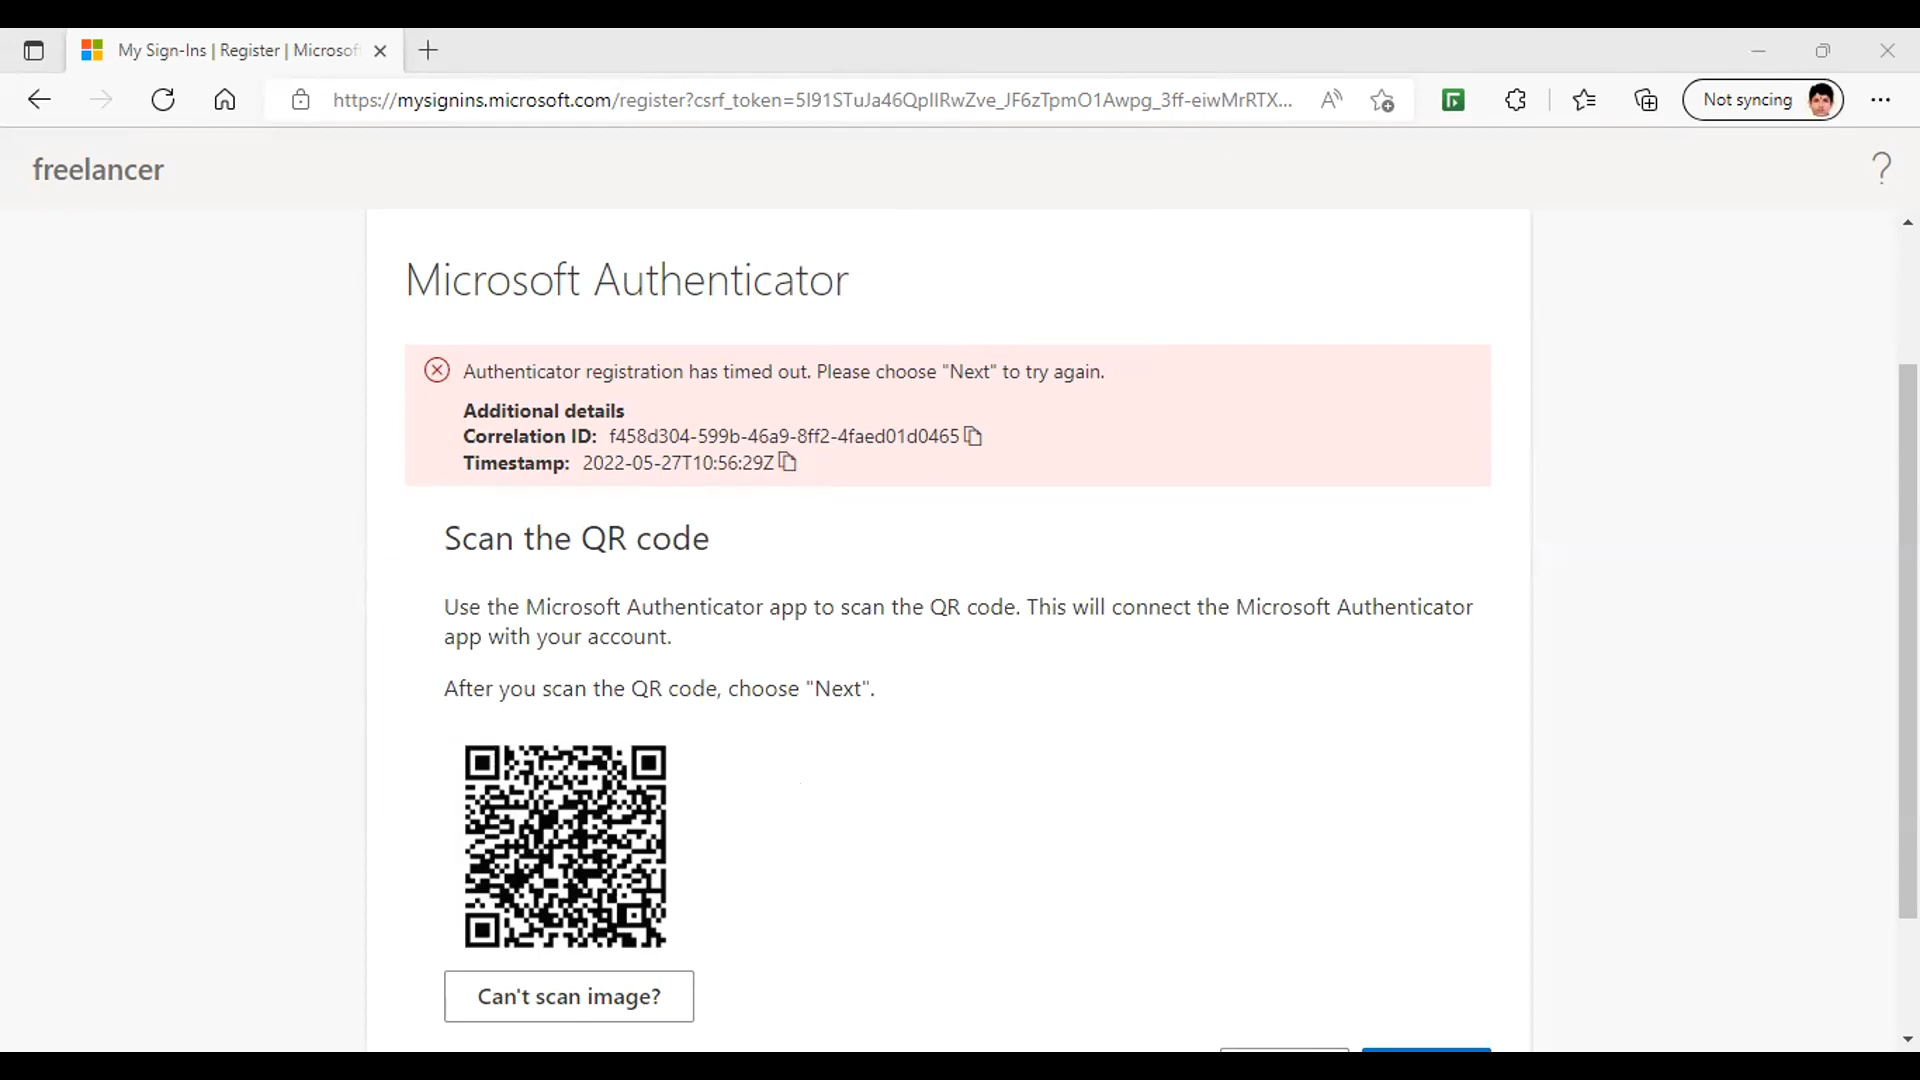 My Sign-Ins | Register | Microsof
https://mysignins.microsoft.com/register?csrf_token=5I91STuJa46QpIIRwZve_JF6zTpmO1Awpg_3ff-eiwMrRTX...
Not syncing
freelancer
Microsoft Authenticator
Authenticator registration has timed out. Please choose "Next" to try again.
Additional details
Correlation ID: f458d304-599b-46a9-8ff2-4faed01d0465
Timestamp: 2022-05-27T10:56:29Z
Scan the QR code
Use the Microsoft Authenticator app to scan the QR code. This will connect the Microsoft Authenticator
app with your account.
After you scan the QR code, choose "Next".
Can't scan image?